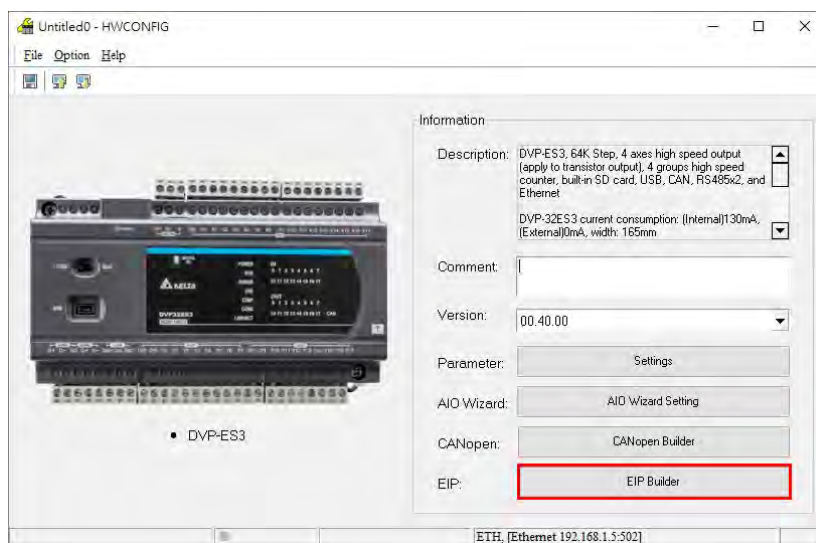 Untitled0 - HWCONFIG
File Option Help
Information
Description:
DVP-ES3, 64K Step, 4 axes high speed output
(apply to transistor output), 4 groups high speed
counter, built-in SD card, USB, CAN, RS485x2, and
Ethernet
DVP-32ES3 current consumption: (Internal)130mA,
(External)0mA, width: 165mm
Comment:
Version: 00.40.00
Parameter: Settings
AIO Wizard: AIO Wizard Setting
CANopen: CANopen Builder
EIP: EIP Builder
DELTA
DVP32ES3
DVP-ES3
ETH, [Ethernet 192.168.1.5:502]